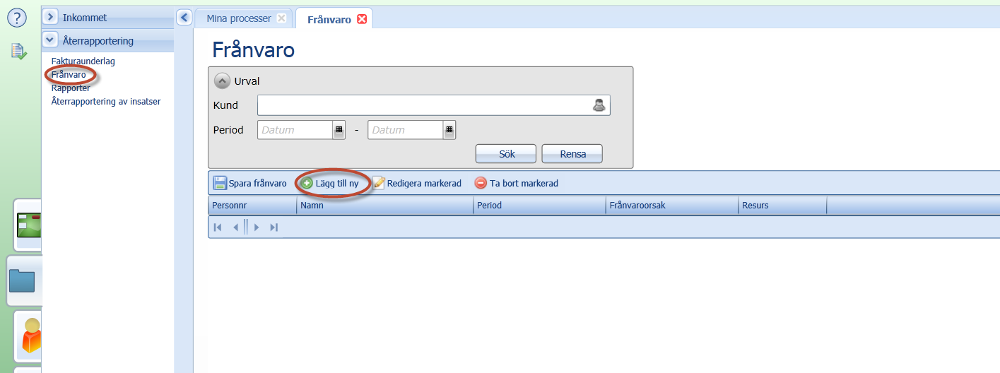 ?
Inkommet
Återrapportering
Fakturaunderlag
Frånvaro
Rapporter
Återrapportering av insatser
Mina processer
Frånvaro
Frånvaro
Urval
Kund
Period Datum - Datum
Sök Rensa
Spara frånvaro Lägg till ny Redigera markerad Ta bort markerad
Personnr Namn Period Frånvaroorsak Resurs